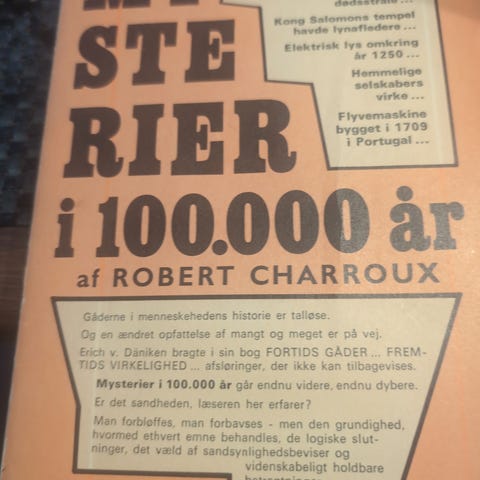 MY
STE
RIER
i 100.000 år
af ROBERT CHARROUX
dødsstråle ...
Kong Salomons tempel
havde lynafledere ...
Elektrisk lys omkring
år 1250 ...
Hemmelige
selskabers
virke ...
Flyvemaskine
bygget i 1709
i Portugal ...
Gåderne i menneskehedens historie er talløse.
Og en ændret opfattelse af mangt og meget er på vej.
Erich v. Däniken bragte i sin bog FORTIDS GÅDER ... FREM-
TIDS VIRKELIGHED ... afsløringer, der ikke kan tilbagevises.
Mysterier i 100.000 år går endnu videre, endnu dybere.
Er det sandheden, læseren her erfarer?
Man forbløffes, man forbavses - men den grundighed,
hvormed ethvert emne behandles, de logiske slut-
ninger, det væld af sandsynlighedsbeviser og
videnskabeligt holdbare